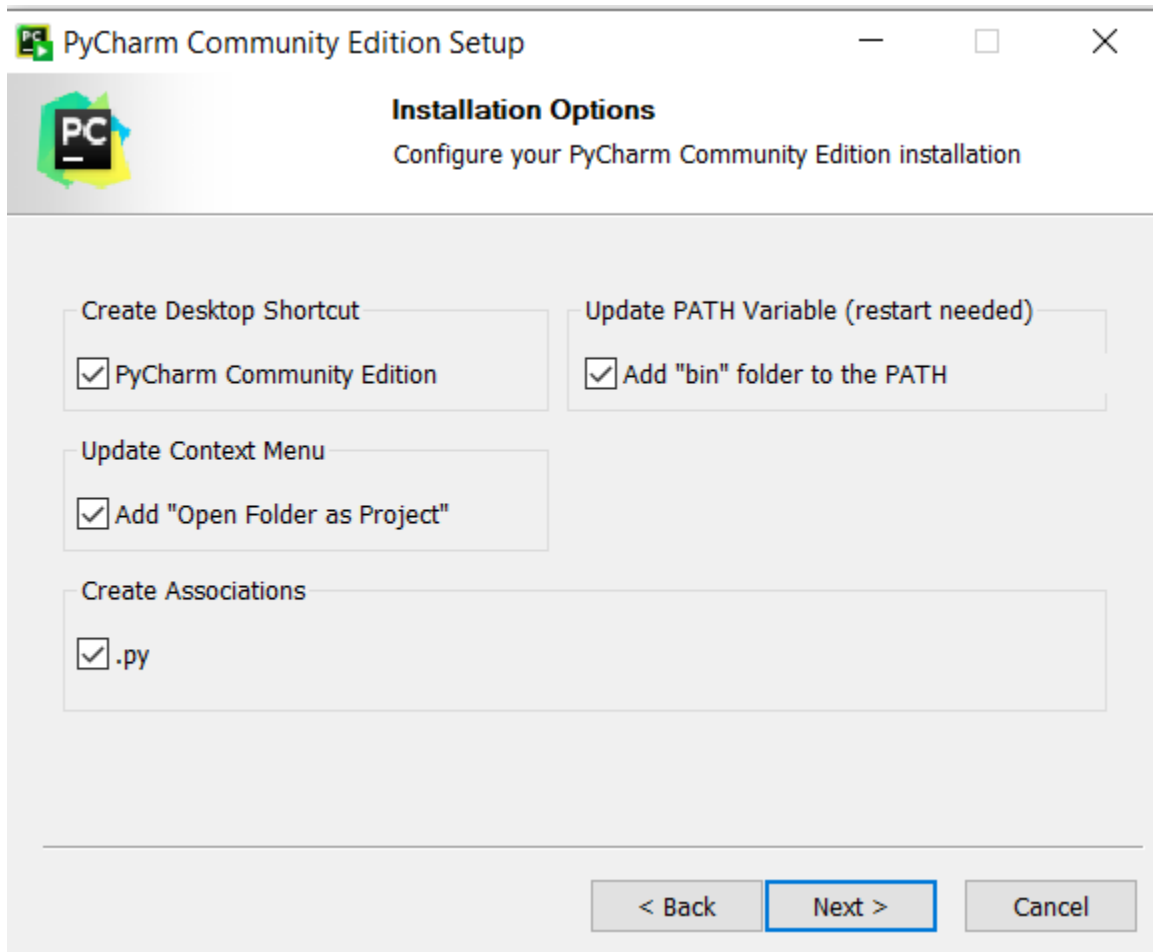 PyCharm Community Edition Setup
PC
Installation Options
Configure your PyCharm Community Edition installation
Create Desktop Shortcut
PyCharm Community Edition
Update PATH Variable (restart needed)
Add "bin" folder to the PATH
Update Context Menu
Add "Open Folder as Project"
Create Associations
.py
< Back
Next >
Cancel